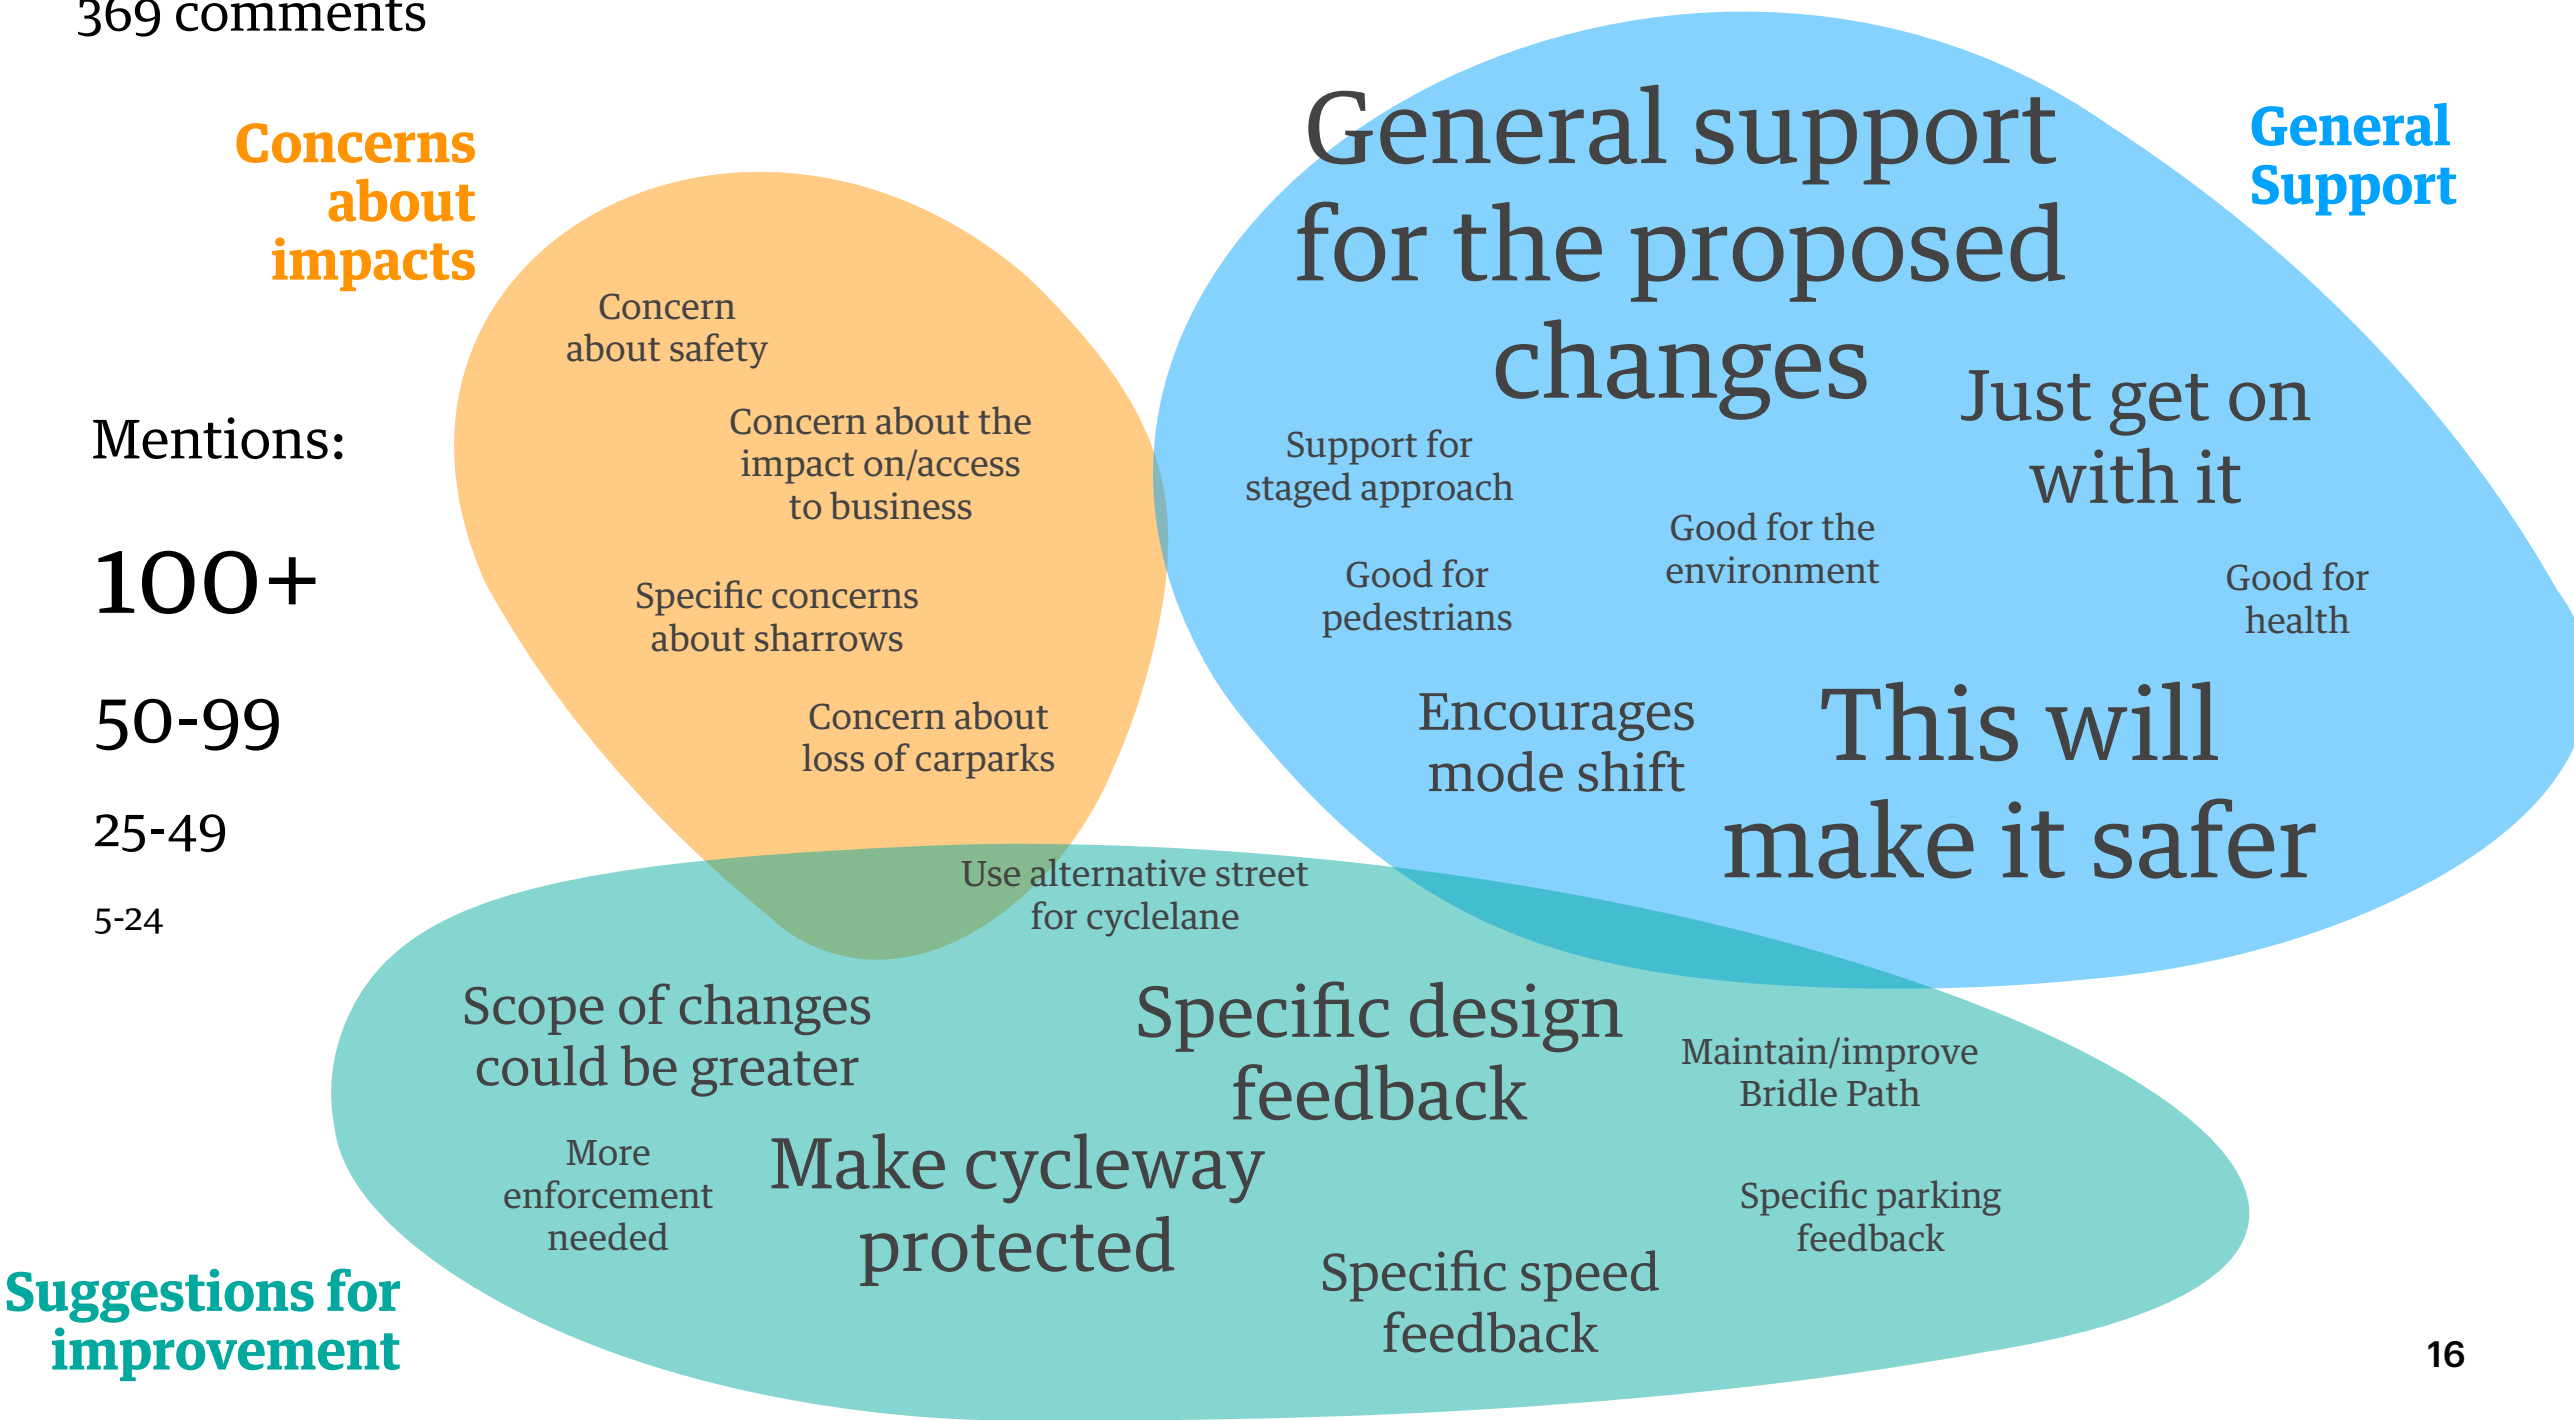 369 comments
Concerns
about
impacts
Mentions:
100+
50-99
25-49
5-24
Concern
about safety
Concern about the
impact on/access
to business
Specific concerns
about sharrows
Concern about
loss of carparks
General
Support
General support
for the proposed
changes
Just get on
with it
Support for
staged approach
Good for the
environment
Good for
pedestrians
Good for
health
Encourages
mode shift
This will
make it safer
Use alternative street
for cyclelane
Scope of changes
could be greater
Specific design
feedback
Maintain/improve
Bridle Path
More
enforcement
needed
Make cycleway
protected
Specific parking
feedback
Specific speed
feedback
Suggestions for
improvement
16